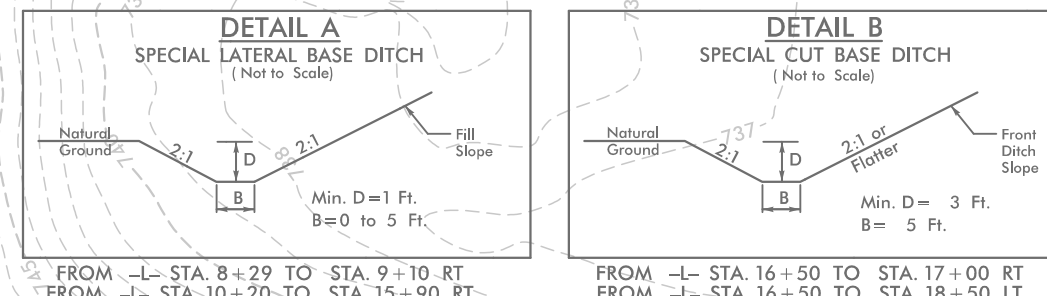 DETAIL A
SPECIAL LATERAL BASE DITCH
( Not to Scale)
Natural
Ground
2:1
D
2:1
Fill
Slope
B
Min. D=1 Ft.
B=0 to 5 Ft.
FROM -L- STA. 8+29 TO STA. 9+10 RT
FROM -L- STA. 10+20 TO STA. 15+90 RT
DETAIL B
SPECIAL CUT BASE DITCH
(Not to Scale)
Natural
Ground
2:1
D
2:1 or
Flatter
Front
Ditch
Slope
B
Min. D= 3 Ft.
B= 5 Ft.
FROM -L- STA. 16+50 TO STA. 17+00 RT
FROM -L- STA. 16+50 TO STA. 18+50 LT
737
738
740
745